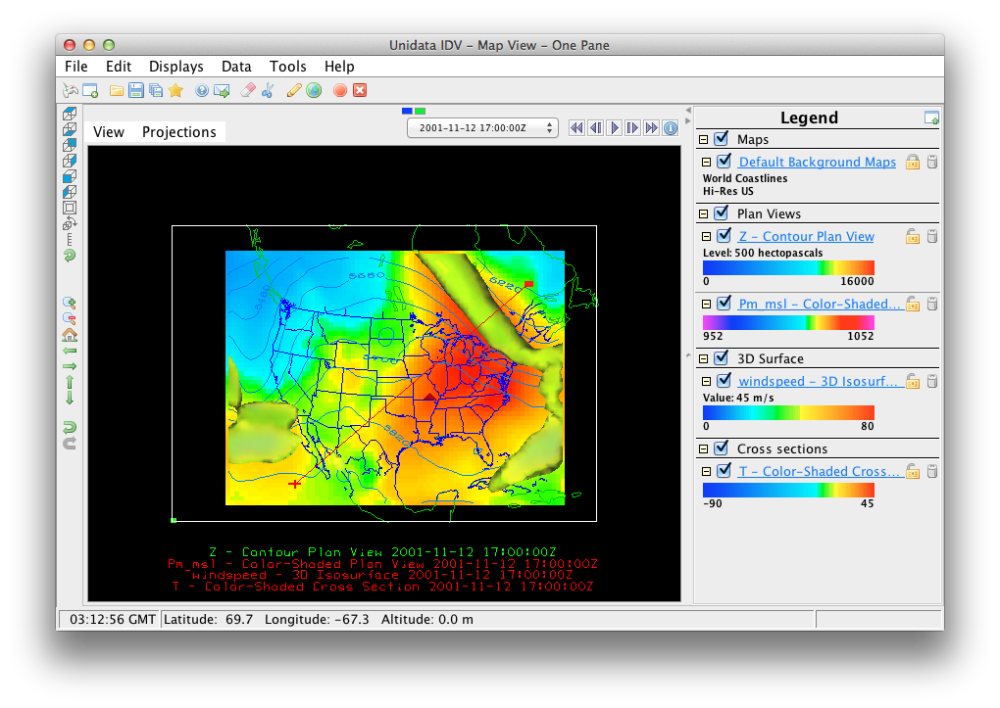 Unidata IDV – Map View – One Pane
File Edit Displays Data Tools Help
View Projections
2001-11-12 17:00:00Z
5460
5580
5700
5820
5880
Z - Contour Plan View 2001-11-12 17:00:00Z
Pm_msl - Color-Shaded Plan View 2001-11-12 17:00:00Z
windspeed - 3D Isosurface 2001-11-12 17:00:00Z
T - Color-Shaded Cross Section 2001-11-12 17:00:00Z
Legend
Maps
Default Background Maps
World Coastlines
Hi-Res US
Plan Views
Z – Contour Plan View
Level: 500 hectopascals
0 16000
Pm_msl – Color-Shaded...
952 1052
3D Surface
windspeed – 3D Isosurf...
Value: 45 m/s
0 80
Cross sections
T – Color-Shaded Cross...
-90 45
03:12:56 GMT Latitude: 69.7 Longitude: -67.3 Altitude: 0.0 m